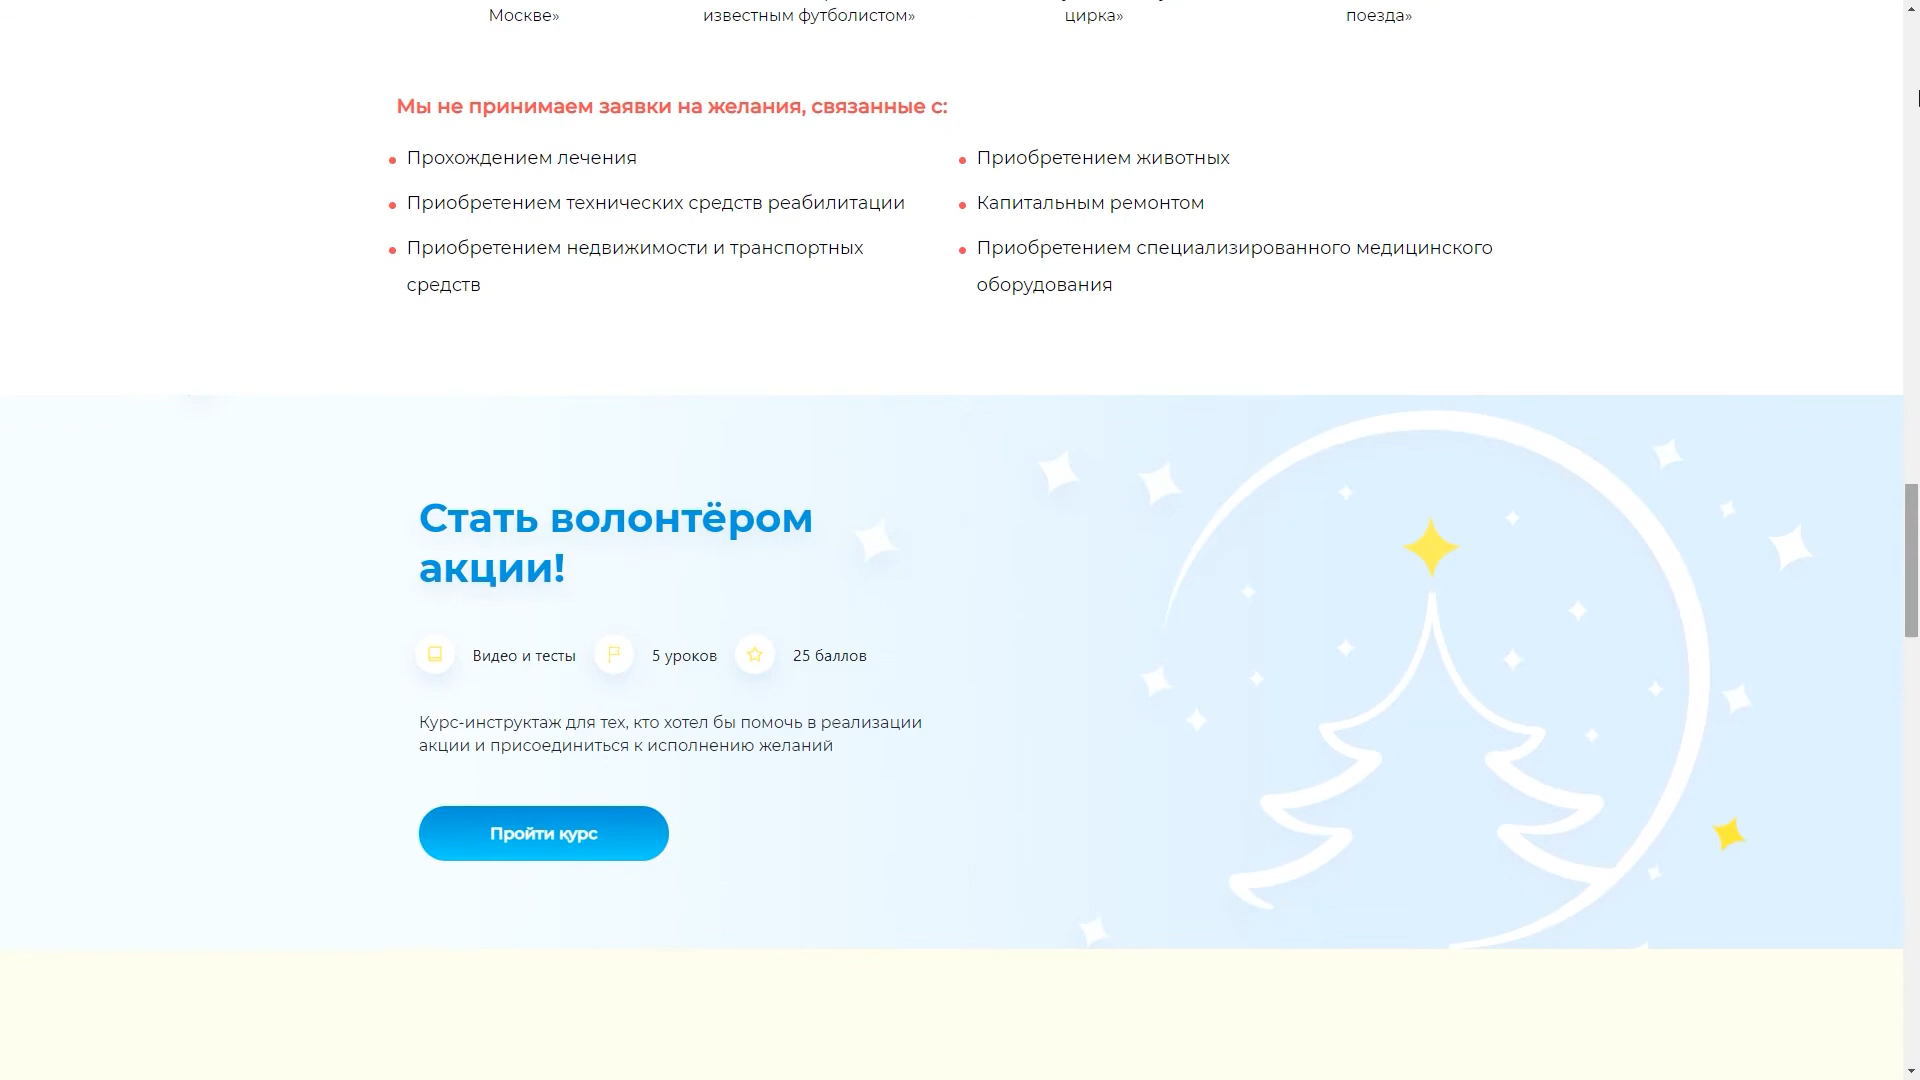 Москве»
известным футболистом»
цирка»
поезда»
Мы не принимаем заявки на желания, связанные с:
Прохождением лечения
Приобретением технических средств реабилитации
Приобретением недвижимости и транспортных
средств
Приобретением животных
Капитальным ремонтом
Приобретением специализированного медицинского
оборудования
Стать волонтёром
акции!
Видео и тесты
5 уроков
25 баллов
Курс-инструктаж для тех, кто хотел бы помочь в реализации
акции и присоединиться к исполнению желаний
Пройти курс